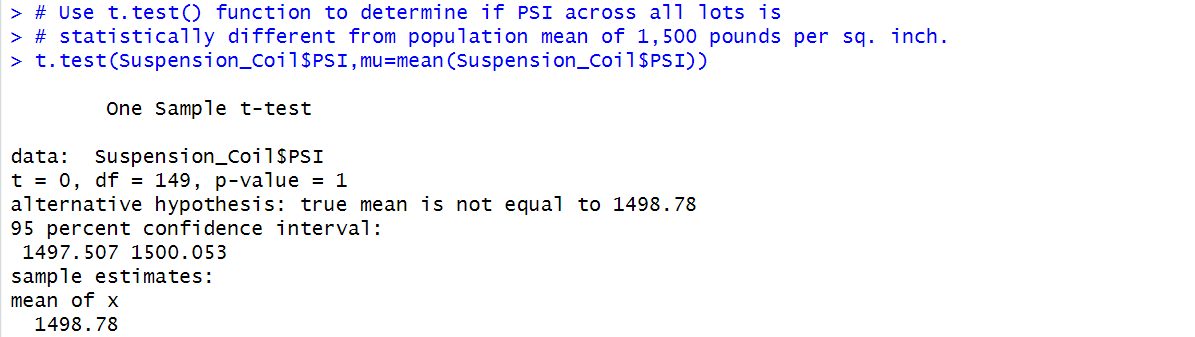 > # Use t.test() function to determine if PSI across all lots is
> # statistically different from population mean of 1,500 pounds per sq. inch.
> t.test(Suspension_Coil$PSI,mu=mean(Suspension_Coil$PSI))
One Sample t-test
data:  Suspension_Coil$PSI
t = 0, df = 149, p-value = 1
alternative hypothesis: true mean is not equal to 1498.78
95 percent confidence interval:
1497.507 1500.053
sample estimates:
mean of x
1498.78